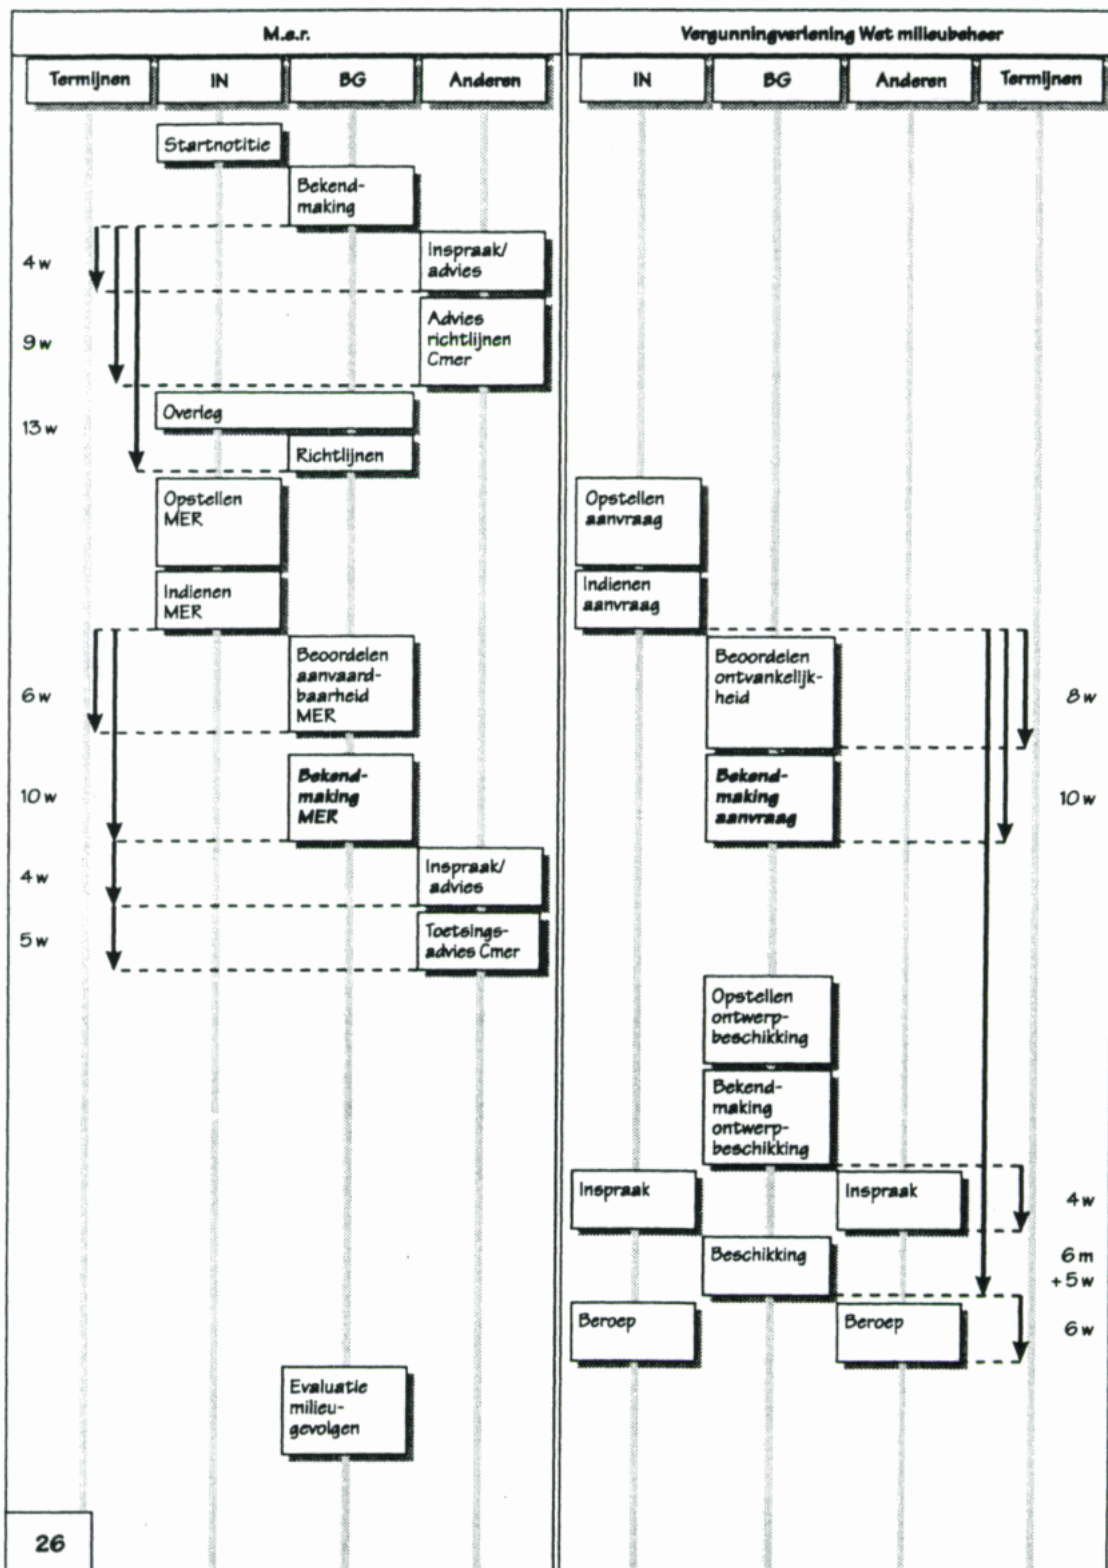 M.e.r.
Vergunningverlening Wet milieubeheer
Termijnen
IN
BG
Anderen
IN
BG
Anderen
Termijnen
Startnotitie
Bekend-
making
4 w
Inspraak/
advies
9 w
Advies
richtlijnen
Cmer
13 w
Overleg
Richtlijnen
Opstellen
MER
Opstellen
aanvraag
Indienen
MER
Indienen
aanvraag
6 w
Beoordelen
aanvaard-
baarheid
MER
Beoordelen
ontvankelijk-
heid
8 w
10 w
Bekend-
making
MER
Bekend-
making
aanvraag
10 w
4 w
Inspraak/
advies
5 w
Toetsings-
advies Cmer
Opstellen
ontwerp-
beschikking
Bekend-
making
ontwerp-
beschikking
Inspraak
Inspraak
4 w
Beschikking
6 m
+ 5 w
Beroep
Beroep
6 w
Evaluatie
milieu-
gevolgen
26